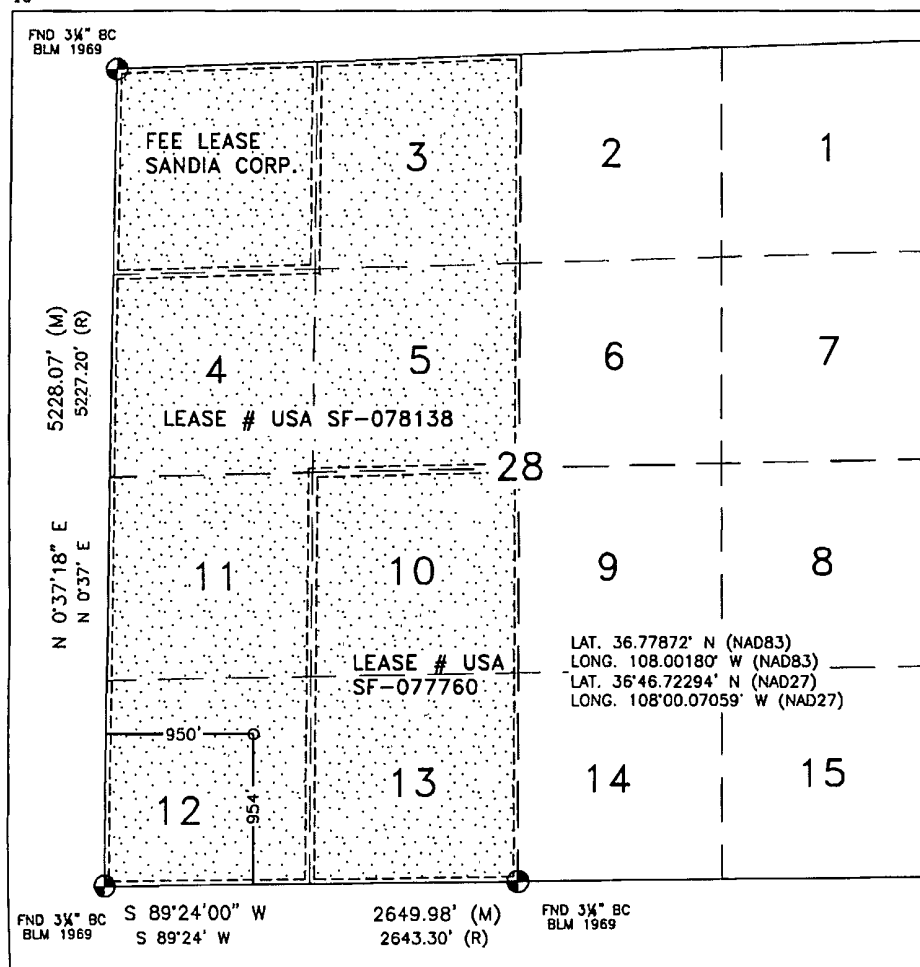 FND 3¼" BC
BLM 1969
FEE LEASE
SANDIA CORP.
3
2
1
5228.07' (M)
5227.20' (R)
4
5
6
7
LEASE # USA SF-078138
28
N 0°37'18" E
N 0°37' E
11
10
9
8
LEASE # USA
SF-077760
LAT. 36.77872° N (NAD83)
LONG. 108.00180° W (NAD83)
LAT. 36°46.72294' N (NAD27)
LONG. 108°00.07059' W (NAD27)
950'
954'
12
13
14
15
FND 3¼" BC
BLM 1969
S 89°24'00" W
S 89°24' W
2649.98' (M)
2643.30' (R)
FND 3¼" BC
BLM 1969